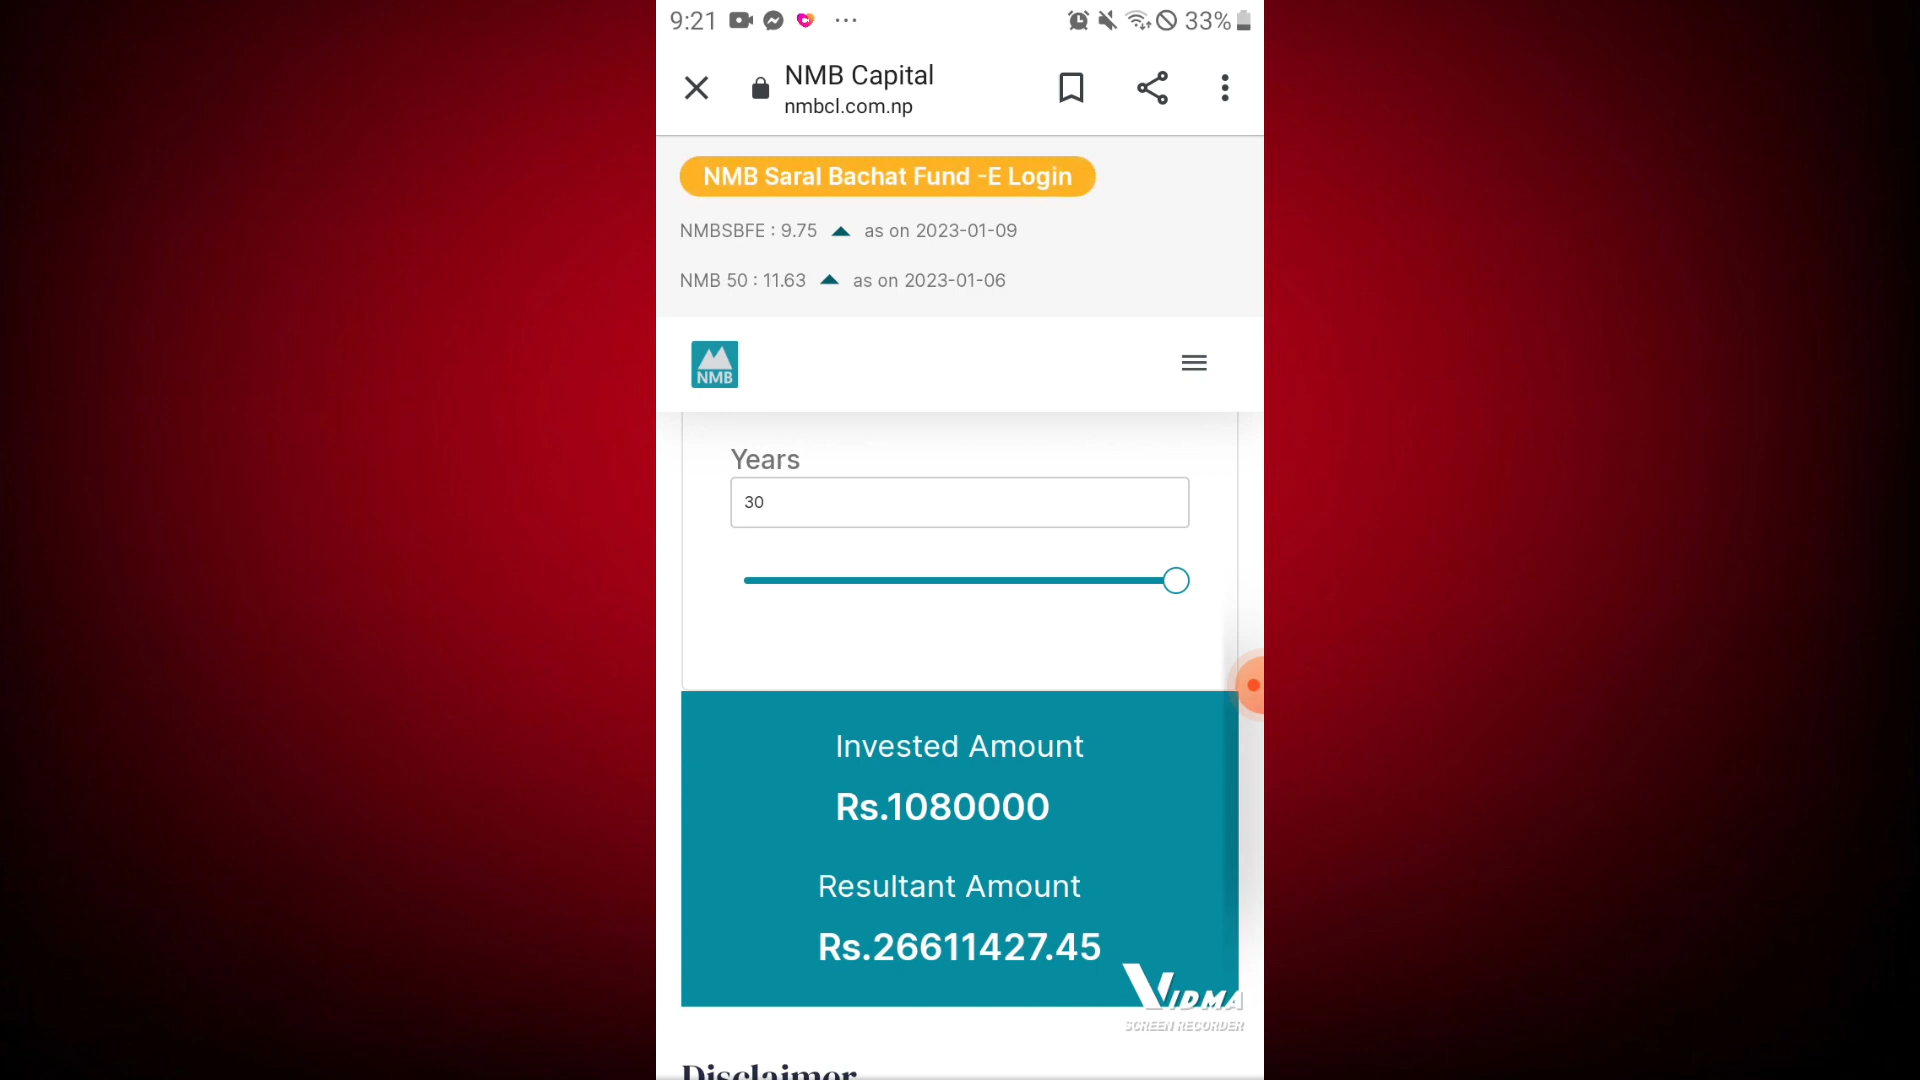 9:21
33%
NMB Capital
nmbcl.com.np
NMB Saral Bachat Fund -E Login
NMBSBFE : 9.75 as on 2023-01-09
NMB 50 : 11.63 as on 2023-01-06
NMB
Years
30
Invested Amount
Rs.1080000
Resultant Amount
Rs.26611427.45
VIDMA
SCREEN RECORDER
Disclaimer